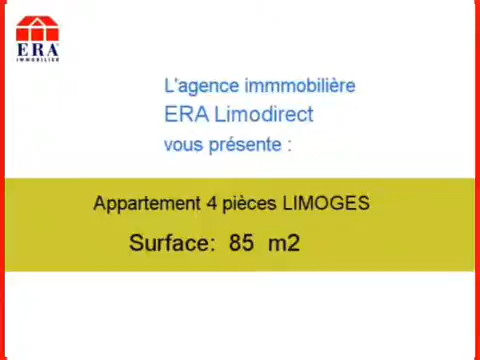 ERA
IMMOBILIER
L'agence immmobilière
ERA Limodirect
vous présente :
Appartement 4 pièces LIMOGES
Surface: 85 m2